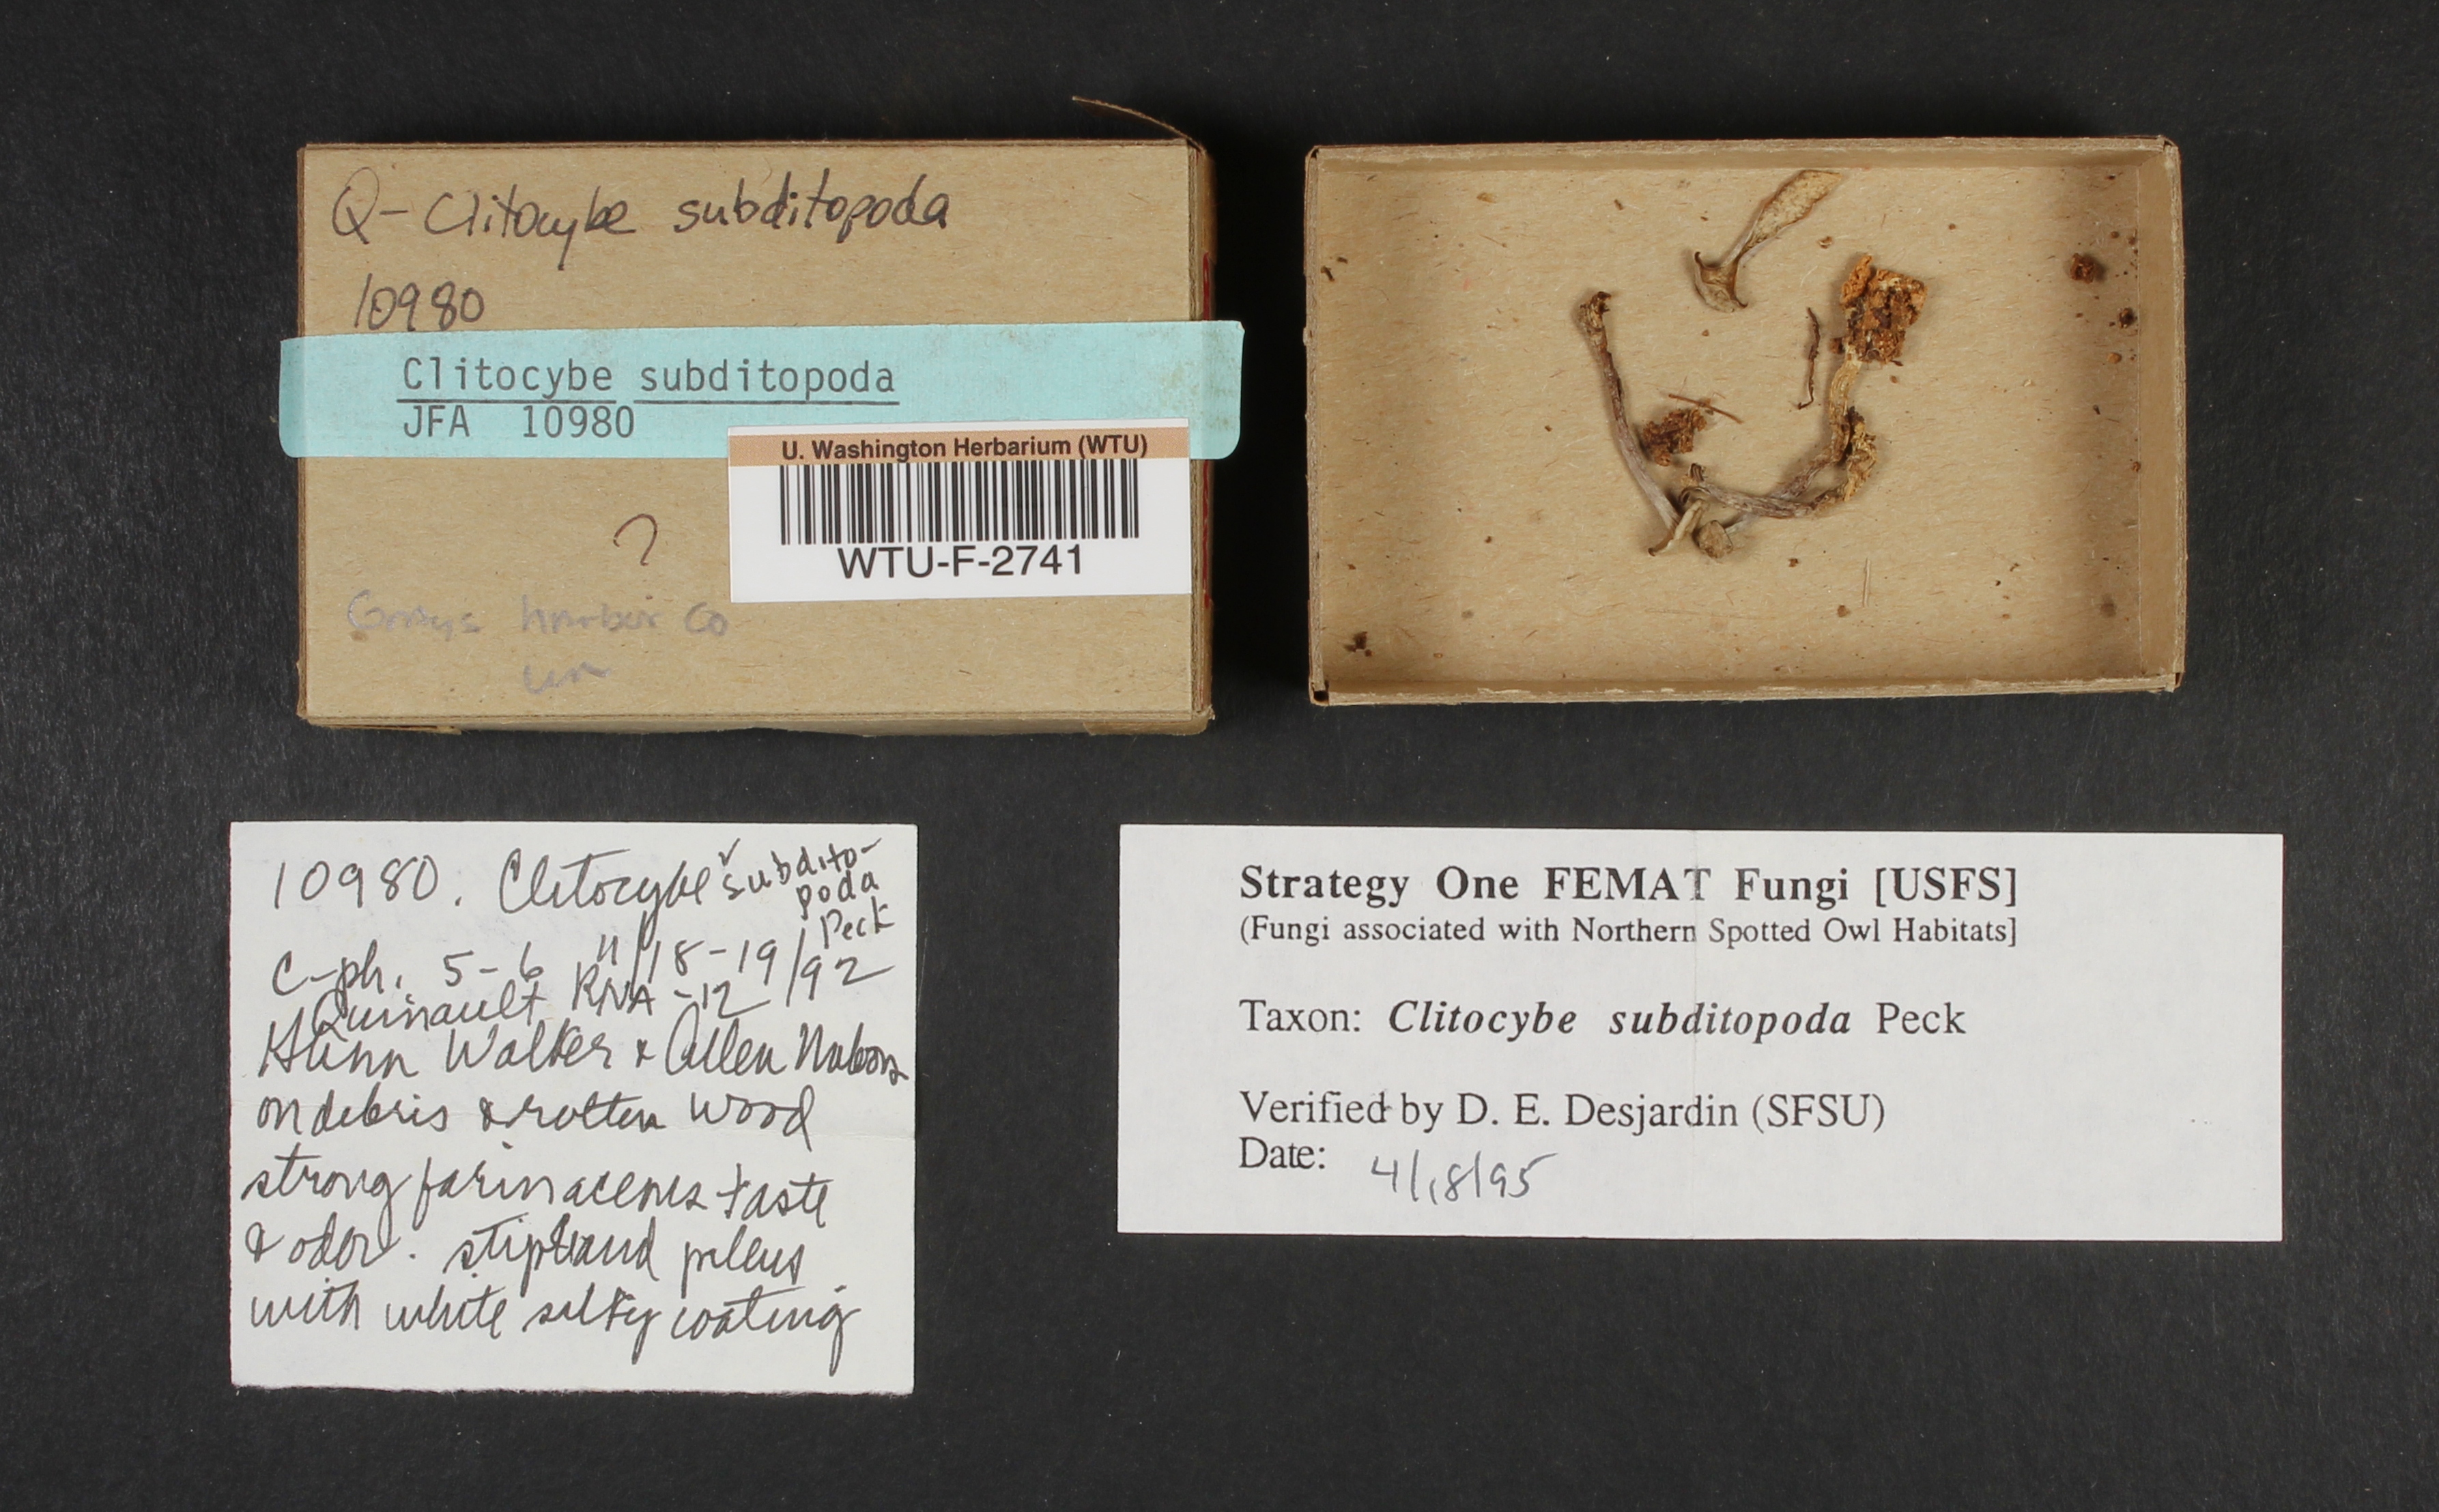 Q- Clitocybe subditopoda
10980
Clitocybe subditopoda
JFA 10980
U. Washington Herbarium (WTU)
WTU-F-2741
?
Grays harbor Co
10980. Clitocybe subdito-
poda
Peck
C-ph. 5-6 11/18-19/92
Quinault RNA-12
Walker & Allen
on debris & rotten wood
strong farinaceous taste
& odor. stipe and pileus
with white silky coating
Strategy One FEMAT Fungi [USFS]
(Fungi associated with Northern Spotted Owl Habitats]
Taxon: Clitocybe subditopoda Peck
Verified by D. E. Desjardin (SFSU)
Date: 4/18/95